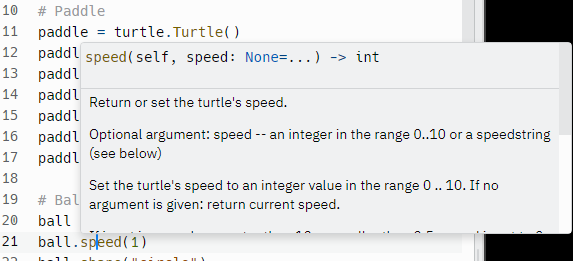 10 # Paddle
11 paddle = turtle.Turtle()
12 paddl
speed(self, speed: None=...) -> int
13 paddl
14 paddl
Return or set the turtle's speed.
15 paddl
Optional argument: speed -- an integer in the range 0..10 or a speedstring
16 paddl
(see below)
17 paddl
18
Set the turtle's speed to an integer value in the range 0 .. 10. If no
19 # Bal
argument is given: return current speed.
20 ball
21 ball.speed(1)